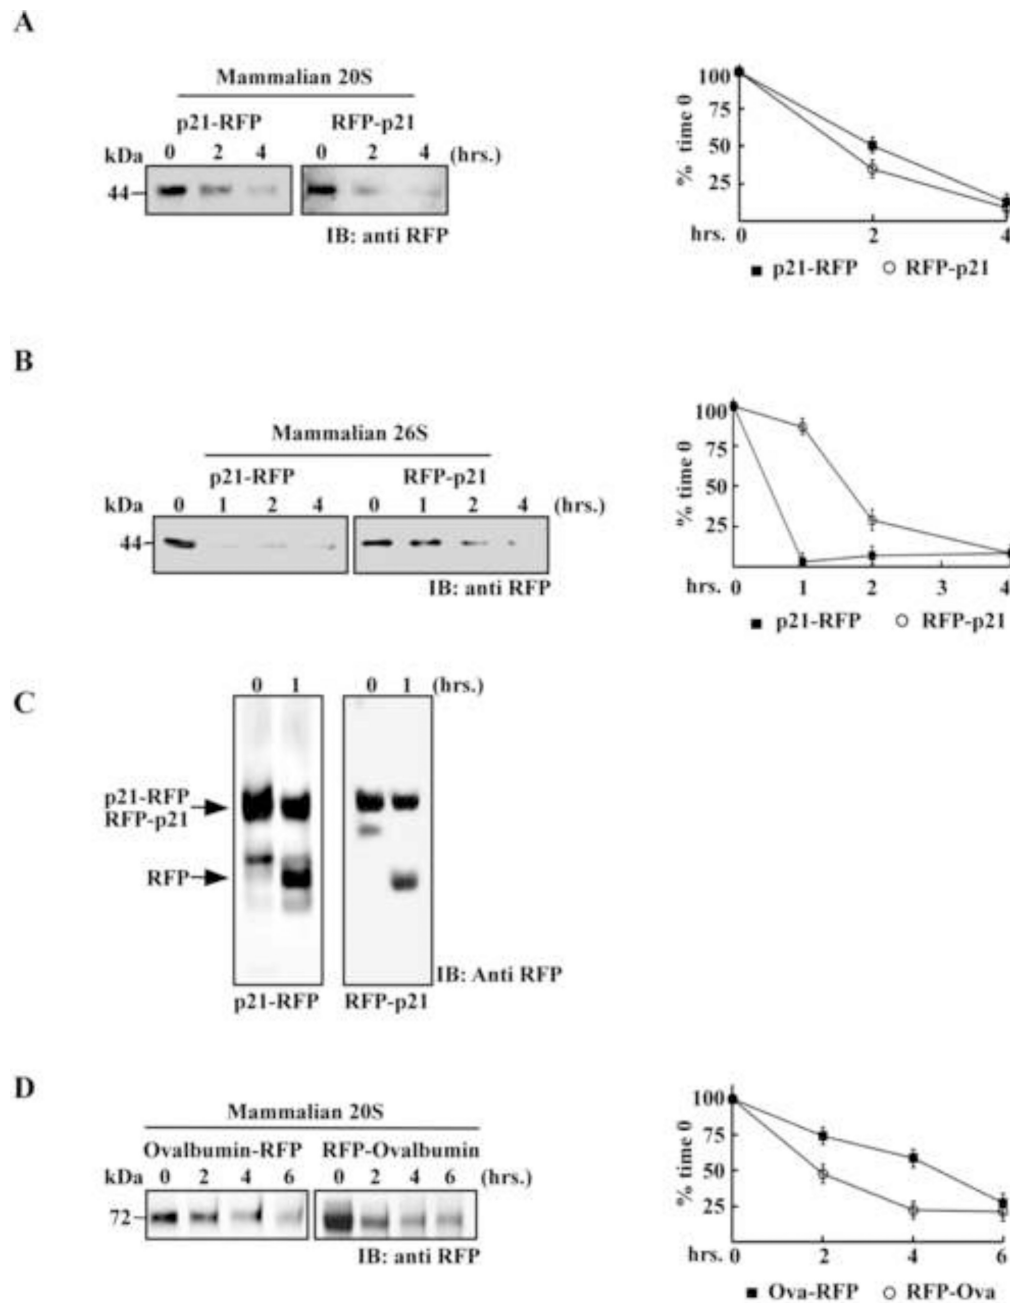 A
Mammalian 20S
p21-RFP RFP-p21
kDa 0 2 4 0 2 4 (hrs.)
44
IB: anti RFP
100
75
50
25
% time 0
hrs. 0 2 4
■ p21-RFP ○ RFP-p21
B
Mammalian 26S
p21-RFP RFP-p21
kDa 0 1 2 4 0 1 2 4 (hrs.)
44
IB: anti RFP
100
75
50
25
% time 0
hrs. 0 1 2 3 4
■ p21-RFP ○ RFP-p21
C
0 1 0 1 (hrs.)
p21-RFP
RFP-p21
RFP
IB: Anti RFP
p21-RFP RFP-p21
D
Mammalian 20S
Ovalbumin-RFP RFP-Ovalbumin
kDa 0 2 4 6 0 2 4 6 (hrs.)
72
IB: anti RFP
100
75
50
25
% time 0
hrs. 0 2 4 6
■ Ova-RFP ○ RFP-Ova